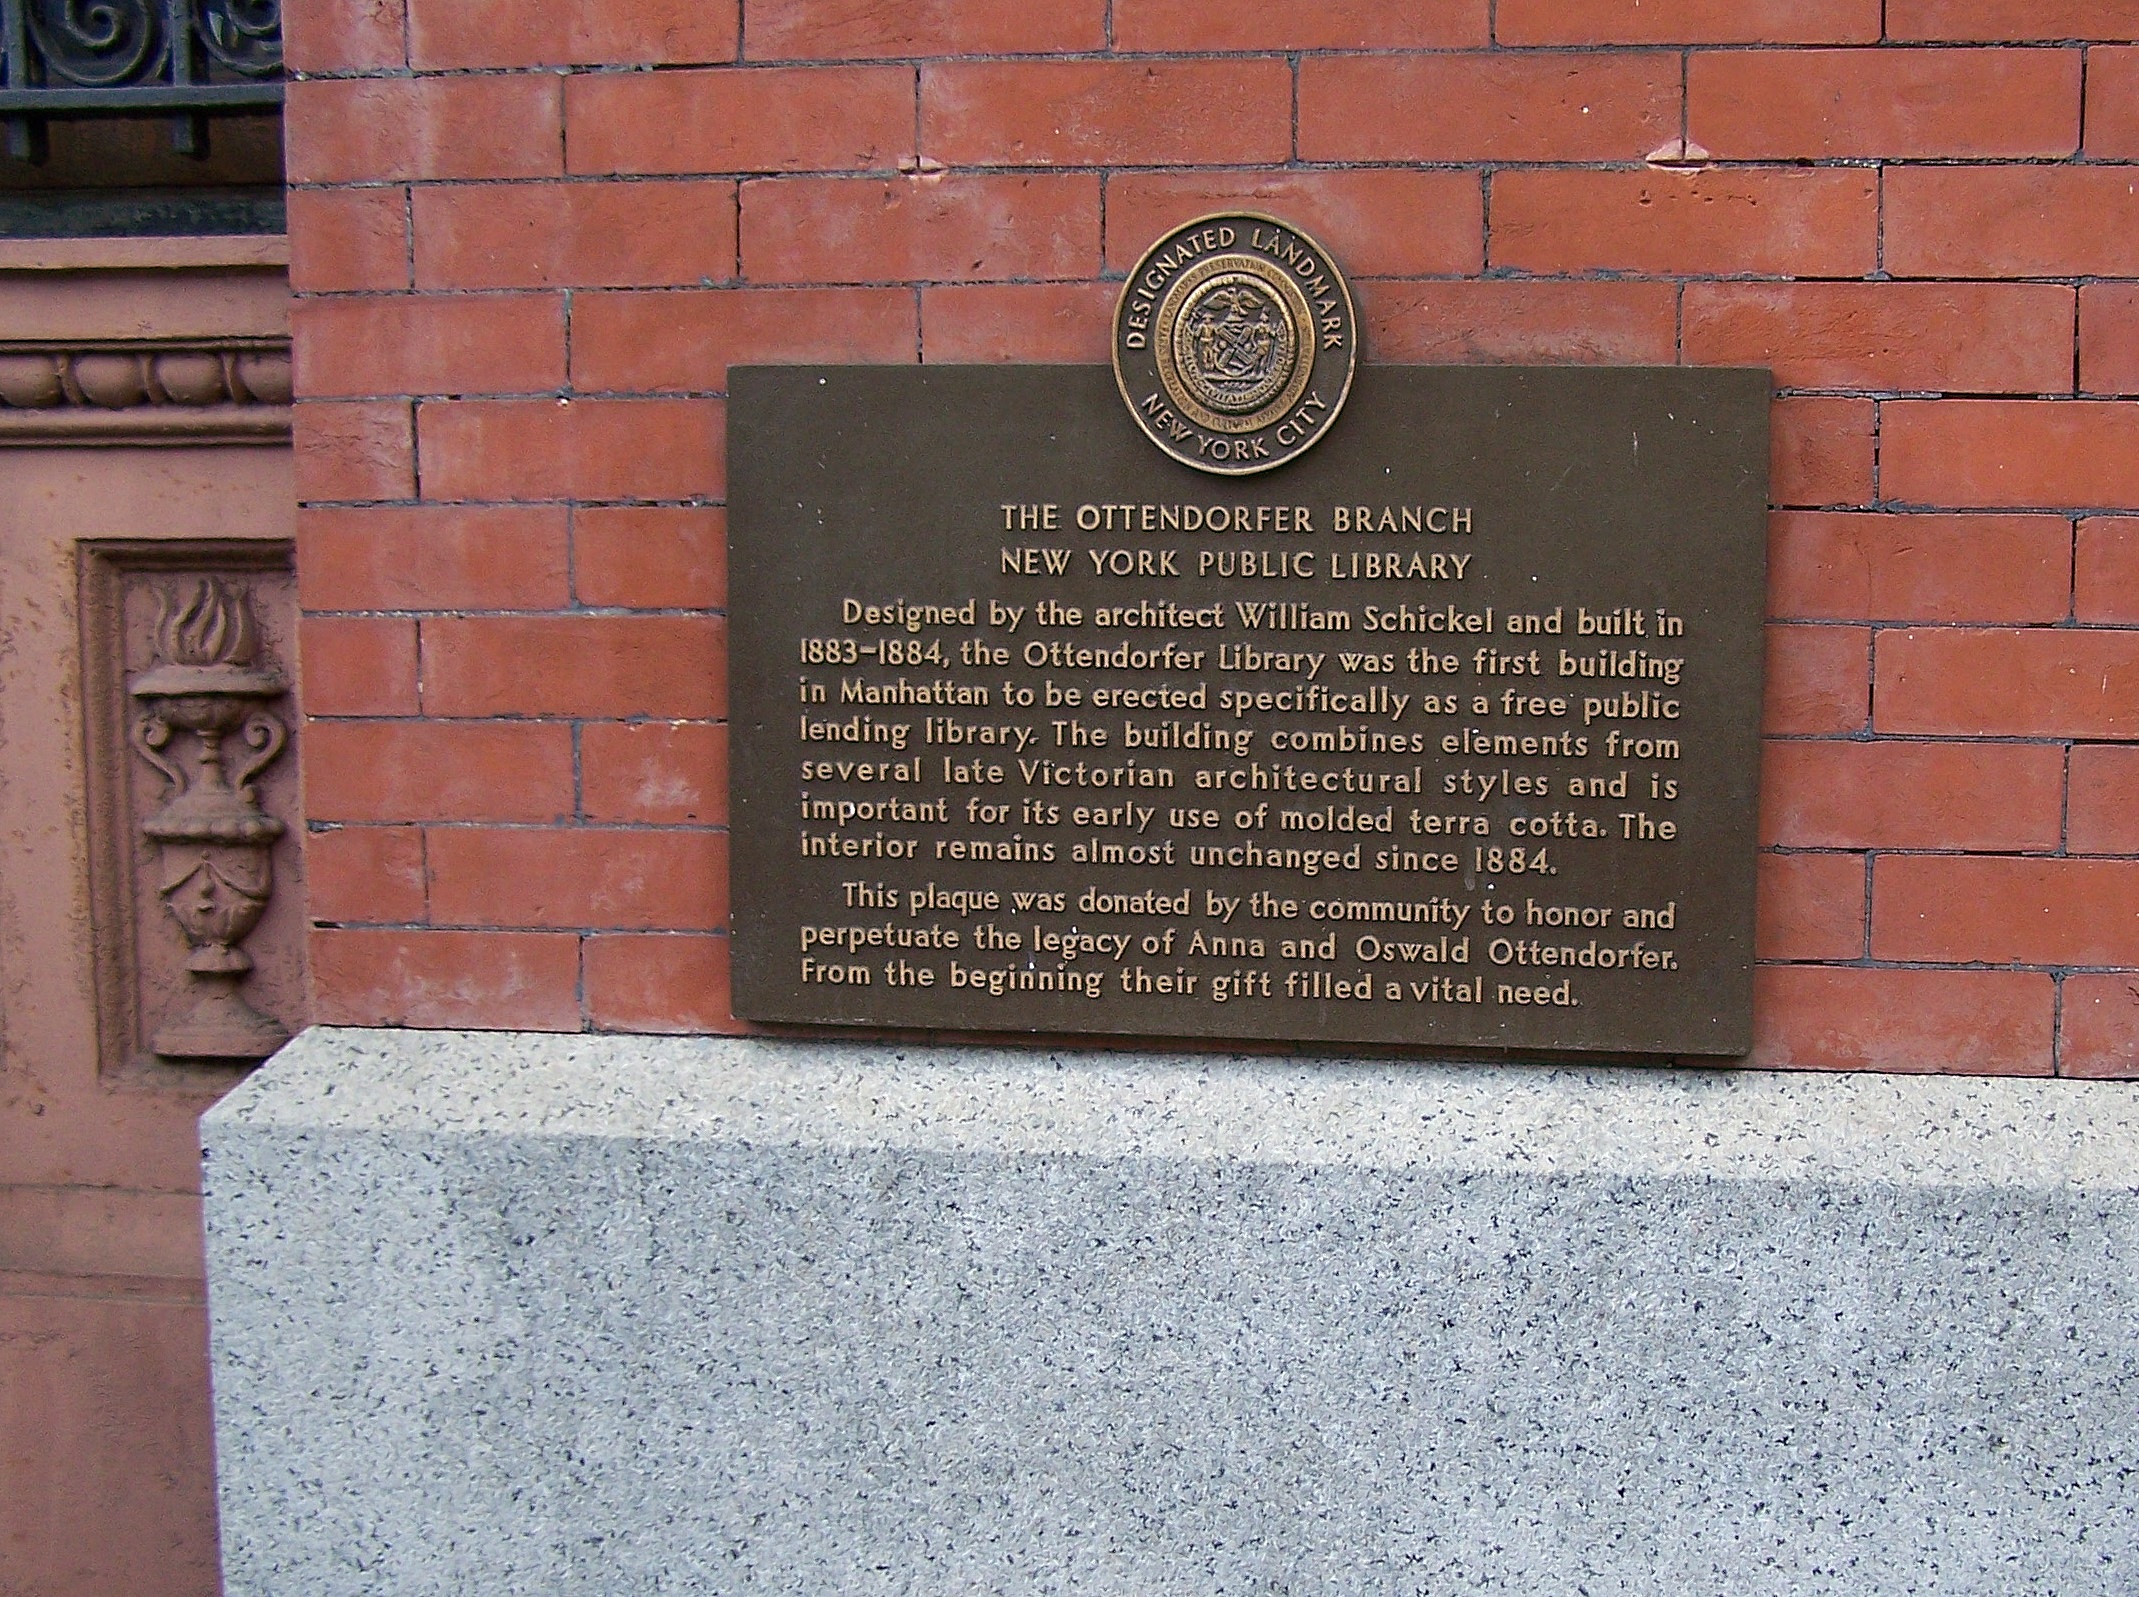 DESIGNATED LANDMARK
NEW YORK CITY
THE OTTENDORFER BRANCH
NEW YORK PUBLIC LIBRARY
Designed by the architect William Schickel and built in
1883-1884, the Ottendorfer Library was the first building
in Manhattan to be erected specifically as a free public
lending library. The building combines elements from
several late Victorian architectural styles and is
important for its early use of molded terra cotta. The
interior remains almost unchanged since 1884.
This plaque was donated by the community to honor and
perpetuate the legacy of Anna and Oswald Ottendorfer.
From the beginning their gift filled a vital need.